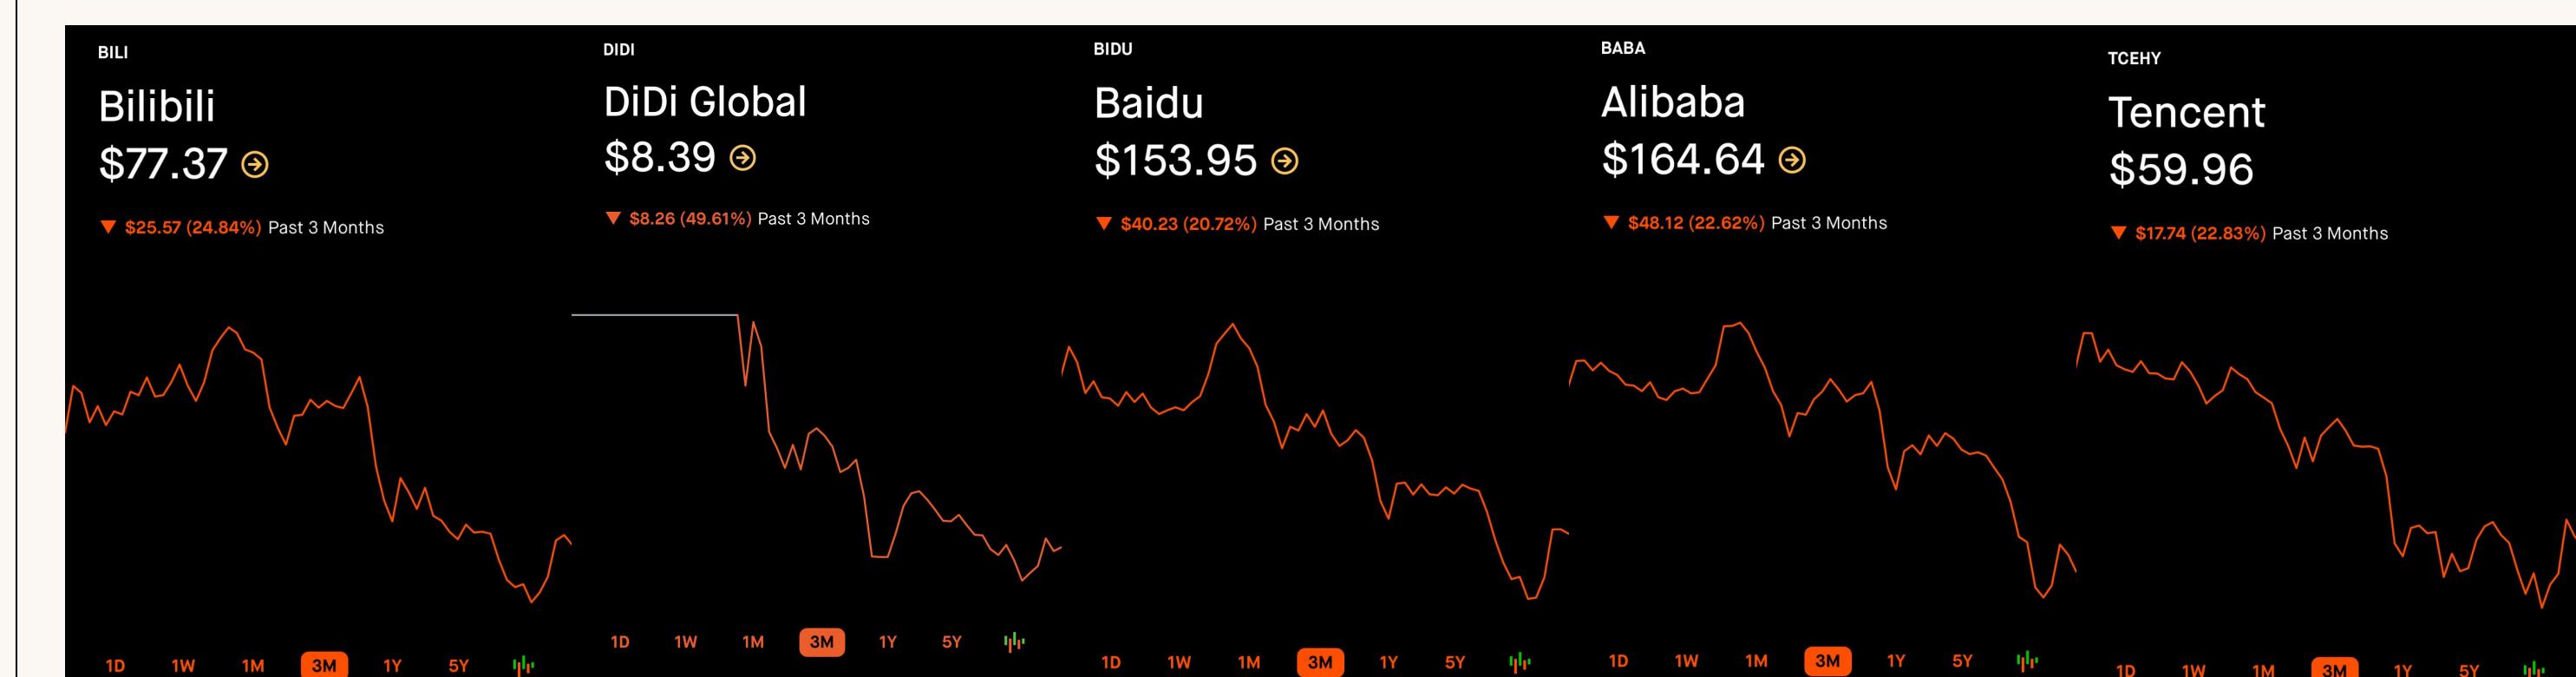 BILI
Bilibili
$77.37
▼ $25.57 (24.84%) Past 3 Months
1D 1W 1M 3M 1Y 5Y
DIDI
DiDi Global
$8.39
▼ $8.26 (49.61%) Past 3 Months
1D 1W 1M 3M 1Y 5Y
BIDU
Baidu
$153.95
▼ $40.23 (20.72%) Past 3 Months
1D 1W 1M 3M 1Y 5Y
BABA
Alibaba
$164.64
▼ $48.12 (22.62%) Past 3 Months
1D 1W 1M 3M 1Y 5Y
TCEHY
Tencent
$59.96
▼ $17.74 (22.83%) Past 3 Months
1D 1W 1M 3M 1Y 5Y